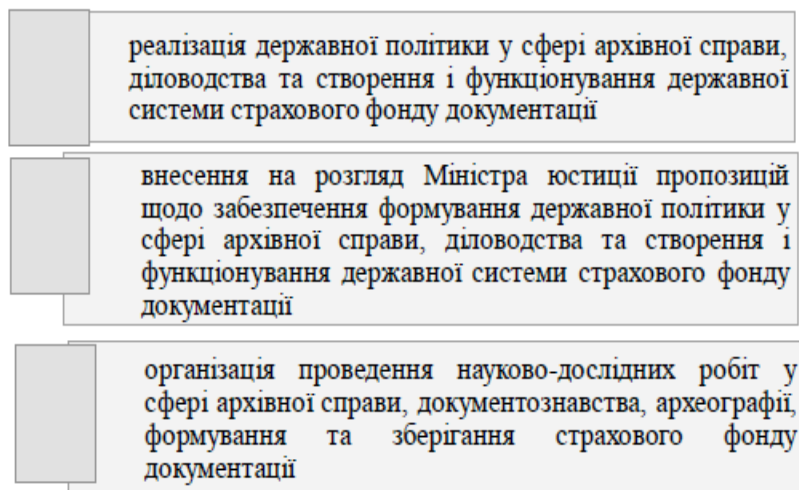 реалізація державної політики у сфері архівної справи,
діловодства та створення і функціонування державної
системи страхового фонду документації
внесення на розгляд Міністра юстиції пропозицій
щодо забезпечення формування державної політики у
сфері архівної справи, діловодства та створення і
функціонування державної системи страхового фонду
документації
організація проведення науково-дослідних робіт у
сфері архівної справи, документознавства, археографії,
формування та зберігання страхового фонду
документації